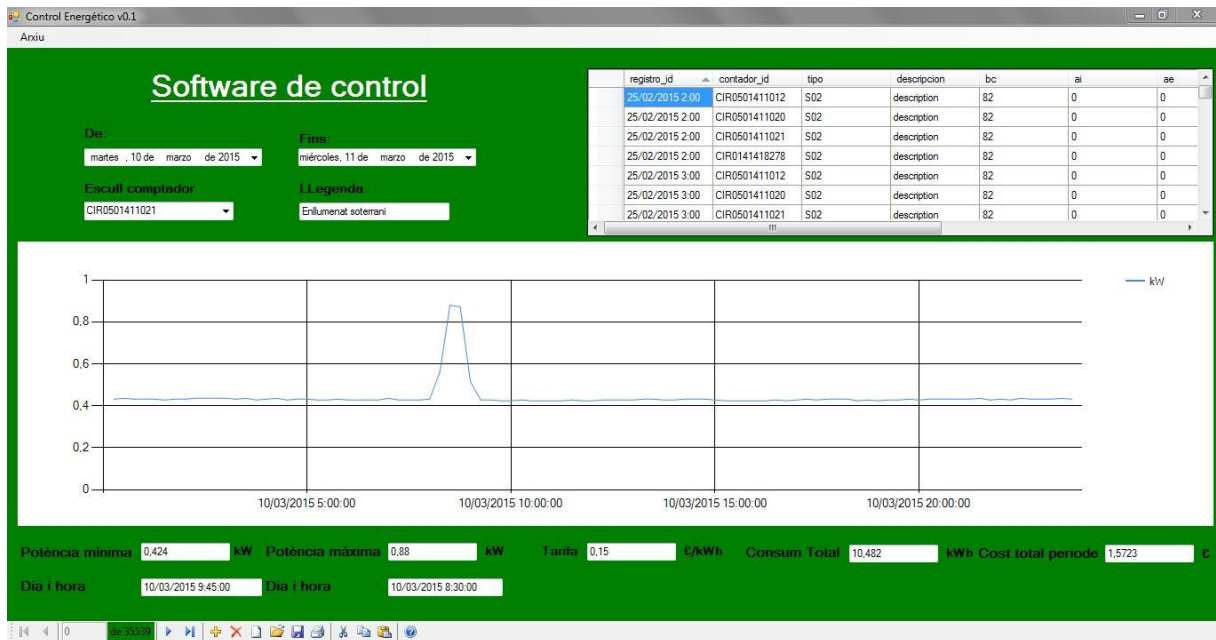 Control Energético v0.1
Arxiu
Software de control
De:
Fins:
martes , 10 de marzo de 2015
miércoles, 11 de marzo de 2015
Escull comptador
LLegenda
CIR0501411021
Enllumenat soterrani
registro_id contador_id tipo descripcion bc ai ae
25/02/2015 2:00 CIR0501411012 S02 description 82 0 0
25/02/2015 2:00 CIR0501411020 S02 description 82 0 0
25/02/2015 2:00 CIR0501411021 S02 description 82 0 0
25/02/2015 2:00 CIR0141418278 S02 description 82 0 0
25/02/2015 3:00 CIR0501411012 S02 description 82 0 0
25/02/2015 3:00 CIR0501411020 S02 description 82 0 0
25/02/2015 3:00 CIR0501411021 S02 description 82 0 0
kW
1
0.8
0.6
0.4
0.2
0
10/03/2015 5:00:00
10/03/2015 10:00:00
10/03/2015 15:00:00
10/03/2015 20:00:00
Potència mínima 0,424 kW Potència màxima 0,88 kW Tarifa 0,15 €/kWh Consum Total 10,482 kWh Cost total període 1,5723 €
Dia i hora 10/03/2015 9:45:00 Dia i hora 10/03/2015 8:30:00
0 de 35539